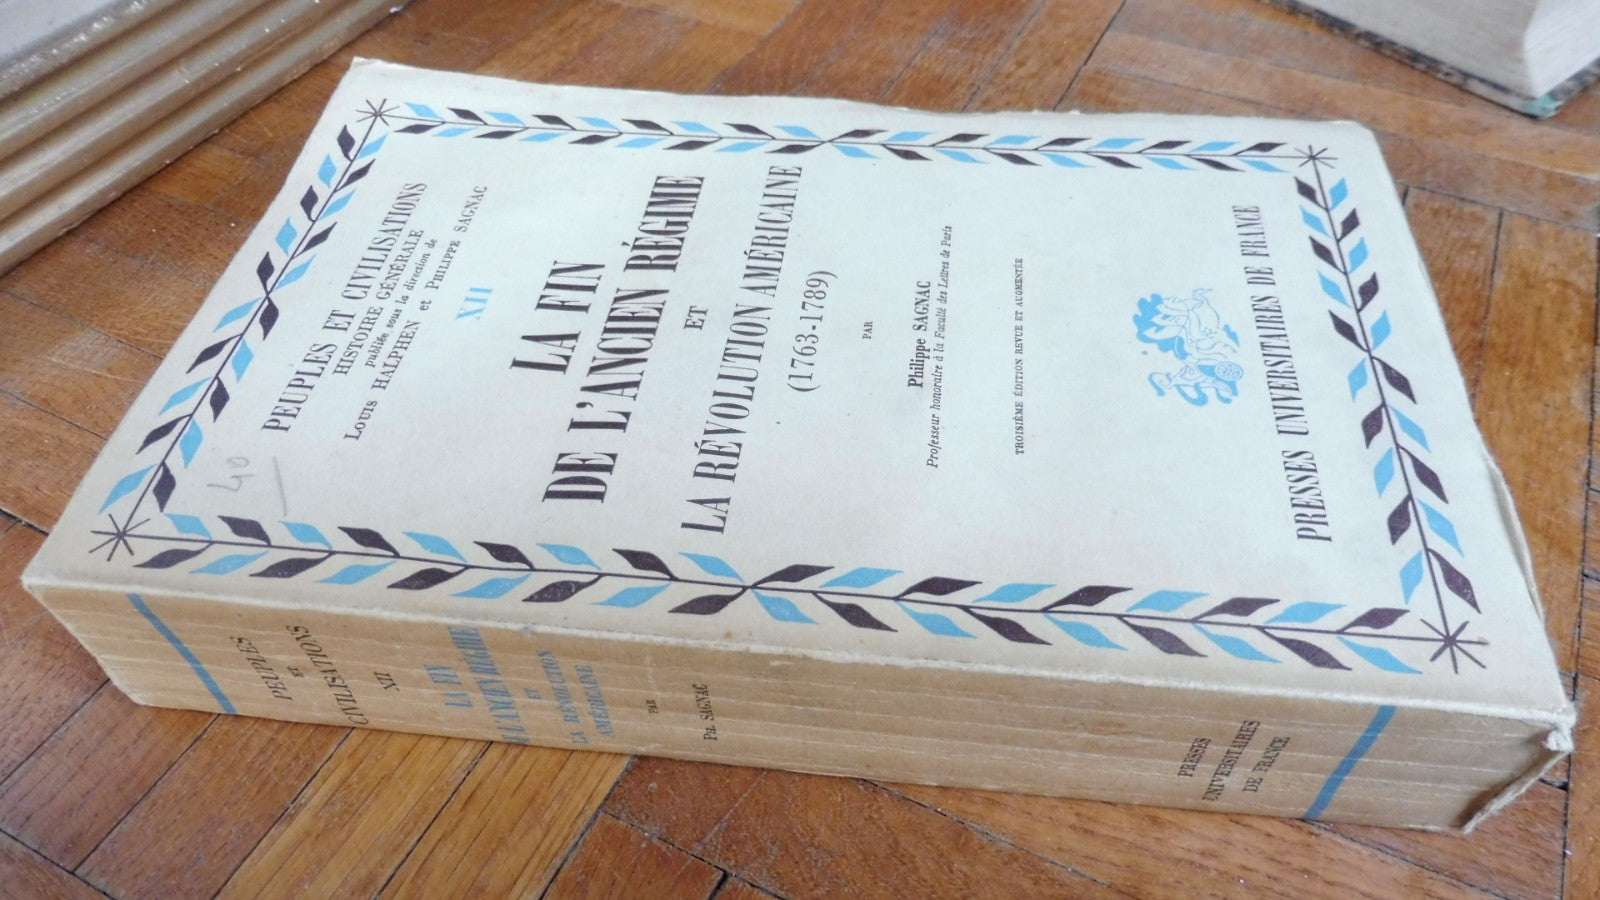 PEUPLES ET CIVILISATIONS
HISTOIRE GÉNÉRALE
publiée sous la direction de
LOUIS HALPHEN et PHILIPPE SAGNAC
XII
LA FIN
DE L'ANCIEN RÉGIME
ET
LA RÉVOLUTION AMÉRICAINE
(1763-1789)
PAR
Philippe SAGNAC
Professeur honoraire à la Faculté des Lettres de Paris
TROISIÈME ÉDITION REVUE ET AUGMENTÉE
PRESSES UNIVERSITAIRES DE FRANCE
40
PEUPLES
ET
CIVILISATIONS
XII
LA FIN
DE L'ANCIEN RÉGIME
ET
LA RÉVOLUTION
AMÉRICAINE
PAR
PH. SAGNAC
PRESSES
UNIVERSITAIRES
DE FRANCE